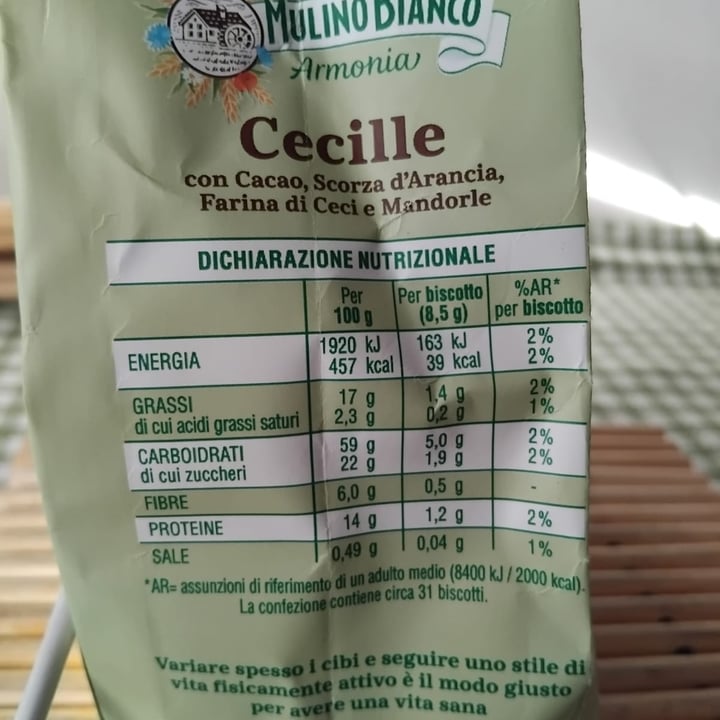 MULINO BIANCO
Armonia
Cecille
con Cacao, Scorza d'Arancia,
Farina di Ceci e Mandorle
DICHIARAZIONE NUTRIZIONALE
Per 100 g Per biscotto (8,5 g) %AR* per biscotto
ENERGIA 1920 kJ 163 kJ 2%
457 kcal 39 kcal 2%
GRASSI 17 g 1,4 g 2%
di cui acidi grassi saturi 2,3 g 0,2 g 1%
CARBOIDRATI 59 g 5,0 g 2%
di cui zuccheri 22 g 1,9 g 2%
FIBRE 6,0 g 0,5 g -
PROTEINE 14 g 1,2 g 2%
SALE 0,49 g 0,04 g 1%
*AR= assunzioni di riferimento di un adulto medio (8400 kJ / 2000 kcal).
La confezione contiene circa 31 biscotti.
Variare spesso i cibi e seguire uno stile di
vita fisicamente attivo è il modo giusto
per avere una vita sana